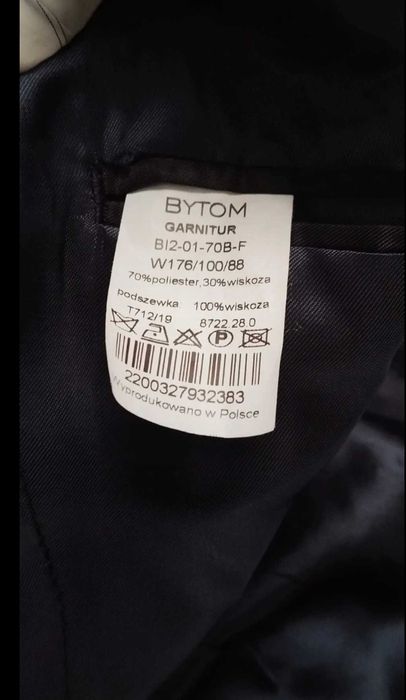 BYTOM
GARNITUR
BI2-01-70B-F
W176/100/88
70%poliester,30%wiskoza
podszewka 100%wiskoza
T712/19 8722 28.0
P
2200327932383
Wyprodukowano w Polsce